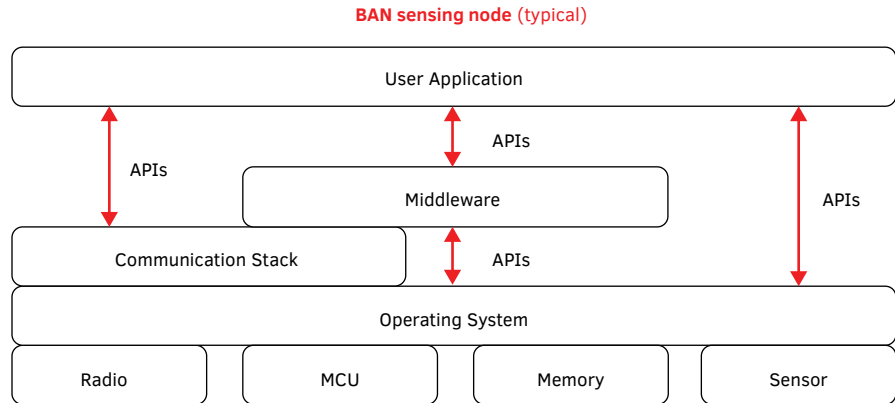 BAN sensing node (typical)
User Application
APIs
APIs
APIs
Middleware
Communication Stack
APIs
Operating System
Radio
MCU
Memory
Sensor